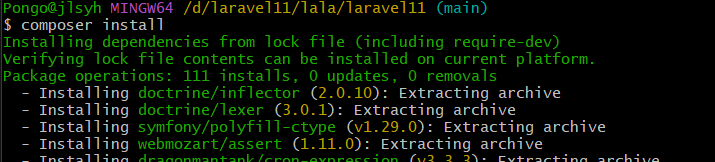 Pongo@jlsyh MINGW64 /d/laravel11/lala/laravel11 (main)
$ composer install
Installing dependencies from lock file (including require-dev)
Verifying lock file contents can be installed on current platform.
Package operations: 111 installs, 0 updates, 0 removals
- Installing doctrine/inflector (2.0.10): Extracting archive
- Installing doctrine/lexer (3.0.1): Extracting archive
- Installing symfony/polyfill-ctype (v1.29.0): Extracting archive
- Installing webmozart/assert (1.11.0): Extracting archive
- Installing dragonmantank/cron-expression (v3.3.3): Extracting archive